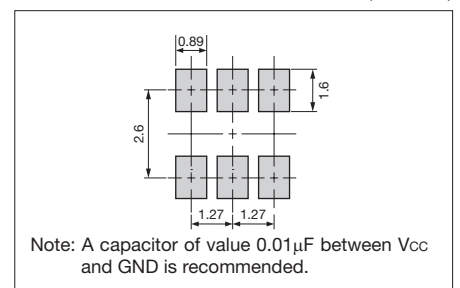 0.89
1.6
2.6
1.27 1.27
Note: A capacitor of value 0.01μF between Vcc
and GND is recommended.